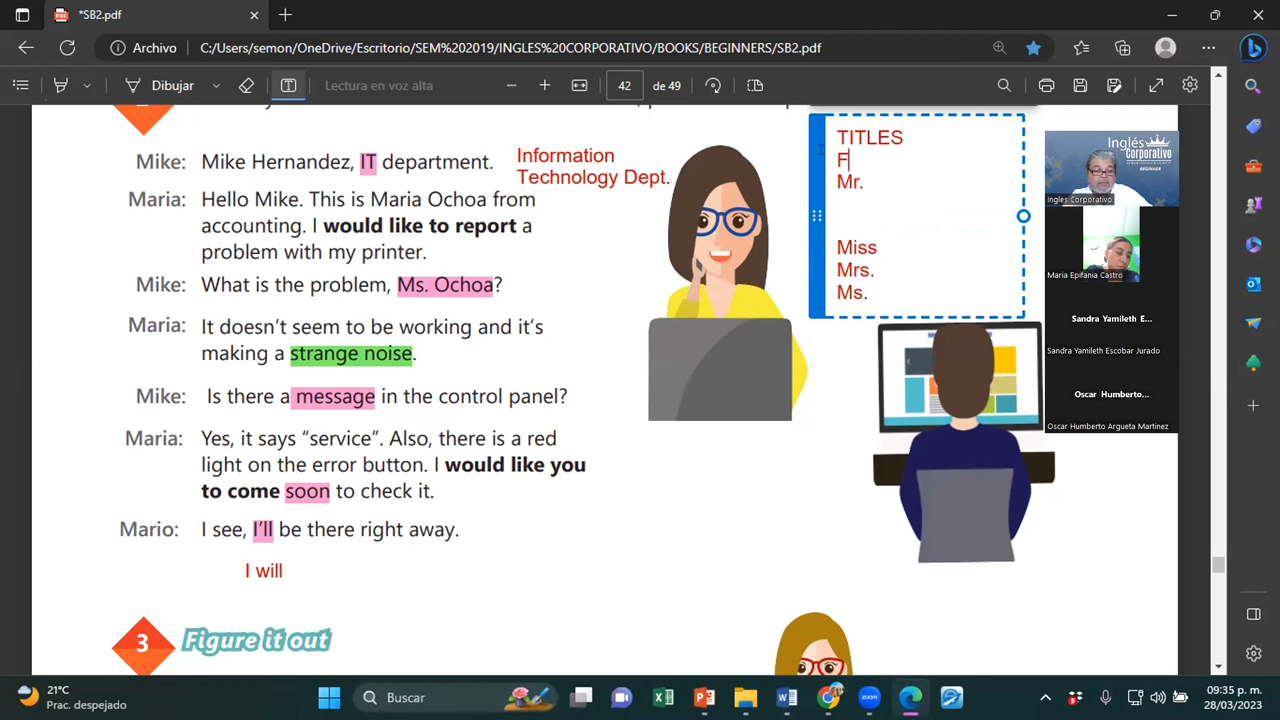 *SB2.pdf
Archivo
C:/Users/semon/OneDrive/Escritorio/SEM%202019/INGLES%20CORPORATIVO/BOOKS/BEGINNERS/SB2.pdf
Dibujar
Lectura en voz alta
42
de 49
Mike: Mike Hernandez, IT department.
Information
Technology Dept.
Maria: Hello Mike. This is Maria Ochoa from
accounting. I would like to report a
problem with my printer.
Mike: What is the problem, Ms. Ochoa?
Maria: It doesn't seem to be working and it's
making a strange noise.
Mike: Is there a message in the control panel?
Maria: Yes, it says “service”. Also, there is a red
light on the error button. I would like you
to come soon to check it.
Mario: I see, I'll be there right away.
I will
3 Figure it out
TITLES
F
Mr.
Miss
Mrs.
Ms.
Inglés
Corporativo
BEGINNER
Ingles Corporativo
Maria Epifania Castro
Sandra Yamileth E...
Sandra Yamileth Escobar Jurado
Oscar Humberto...
Oscar Humberto Argueta Martinez
21°C
Prac. despejado
Buscar
09:35 p. m.
28/03/2023